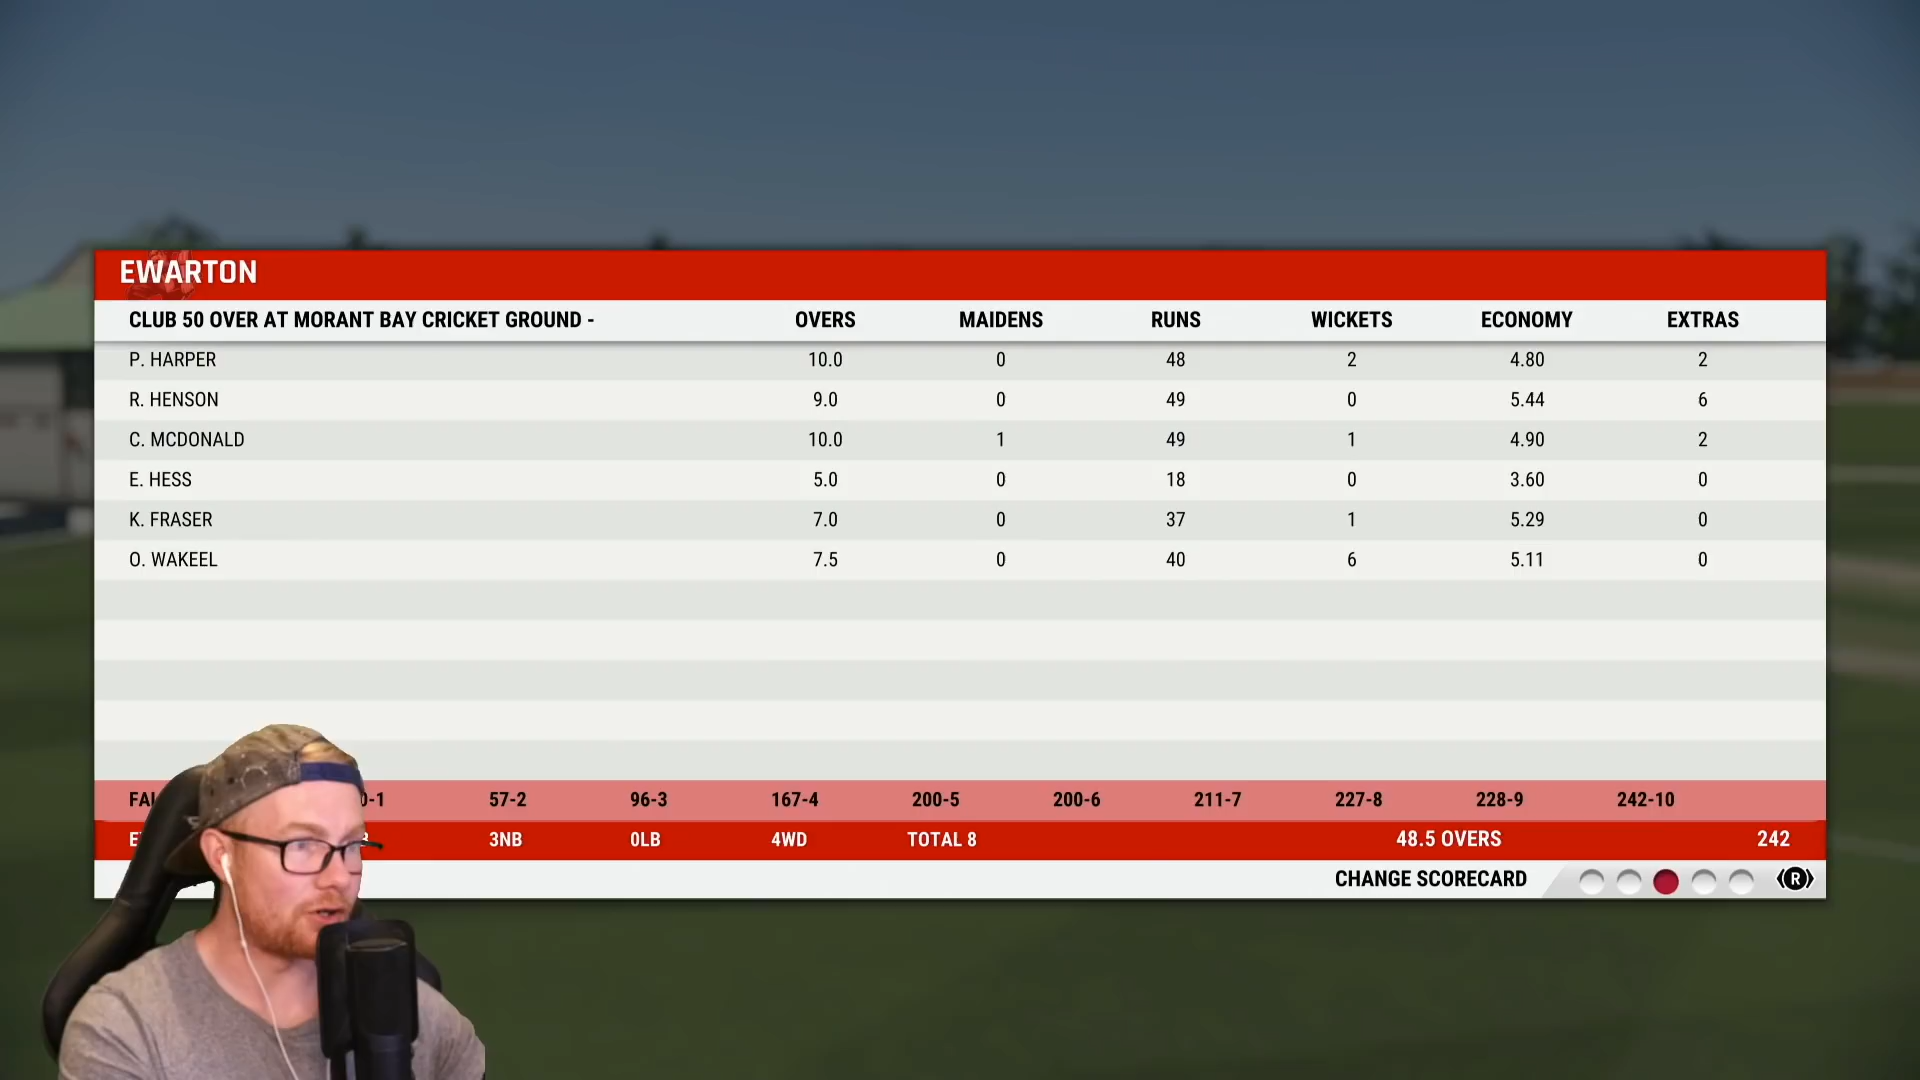 EWARTON
CLUB 50 OVER AT MORANT BAY CRICKET GROUND - OVERS MAIDENS RUNS WICKETS ECONOMY EXTRAS
P. HARPER 10.0 0 48 2 4.80 2
R. HENSON 9.0 0 49 0 5.44 6
C. MCDONALD 10.0 1 49 1 4.90 2
E. HESS 5.0 0 18 0 3.60 0
K. FRASER 7.0 0 37 1 5.29 0
O. WAKEEL 7.5 0 40 6 5.11 0
57-2 96-3 167-4 200-5 200-6 211-7 227-8 228-9 242-10
3NB 0LB 4WD TOTAL 8 48.5 OVERS 242
CHANGE SCORECARD R